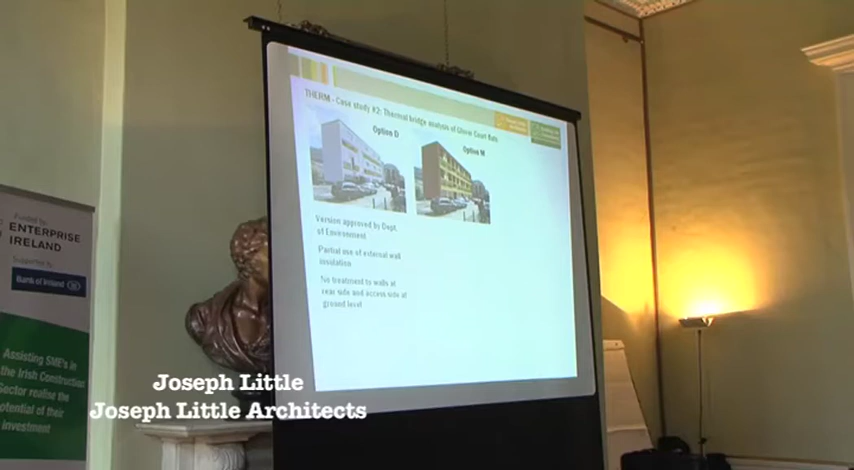 THERM - Case study #2: Thermal bridge analysis of Glover Court flats
Option D
Option M
Version approved by Dept.
of Environment
Partial use of external wall
insulation
No treatment to walls at
rear side and access side at
ground level
Funded by:
ENTERPRISE
IRELAND
Supported by:
Bank of Ireland
Assisting SME's in
the Irish Construction
Sector realise the
potential of their
investment
Joseph Little
Joseph Little Architects